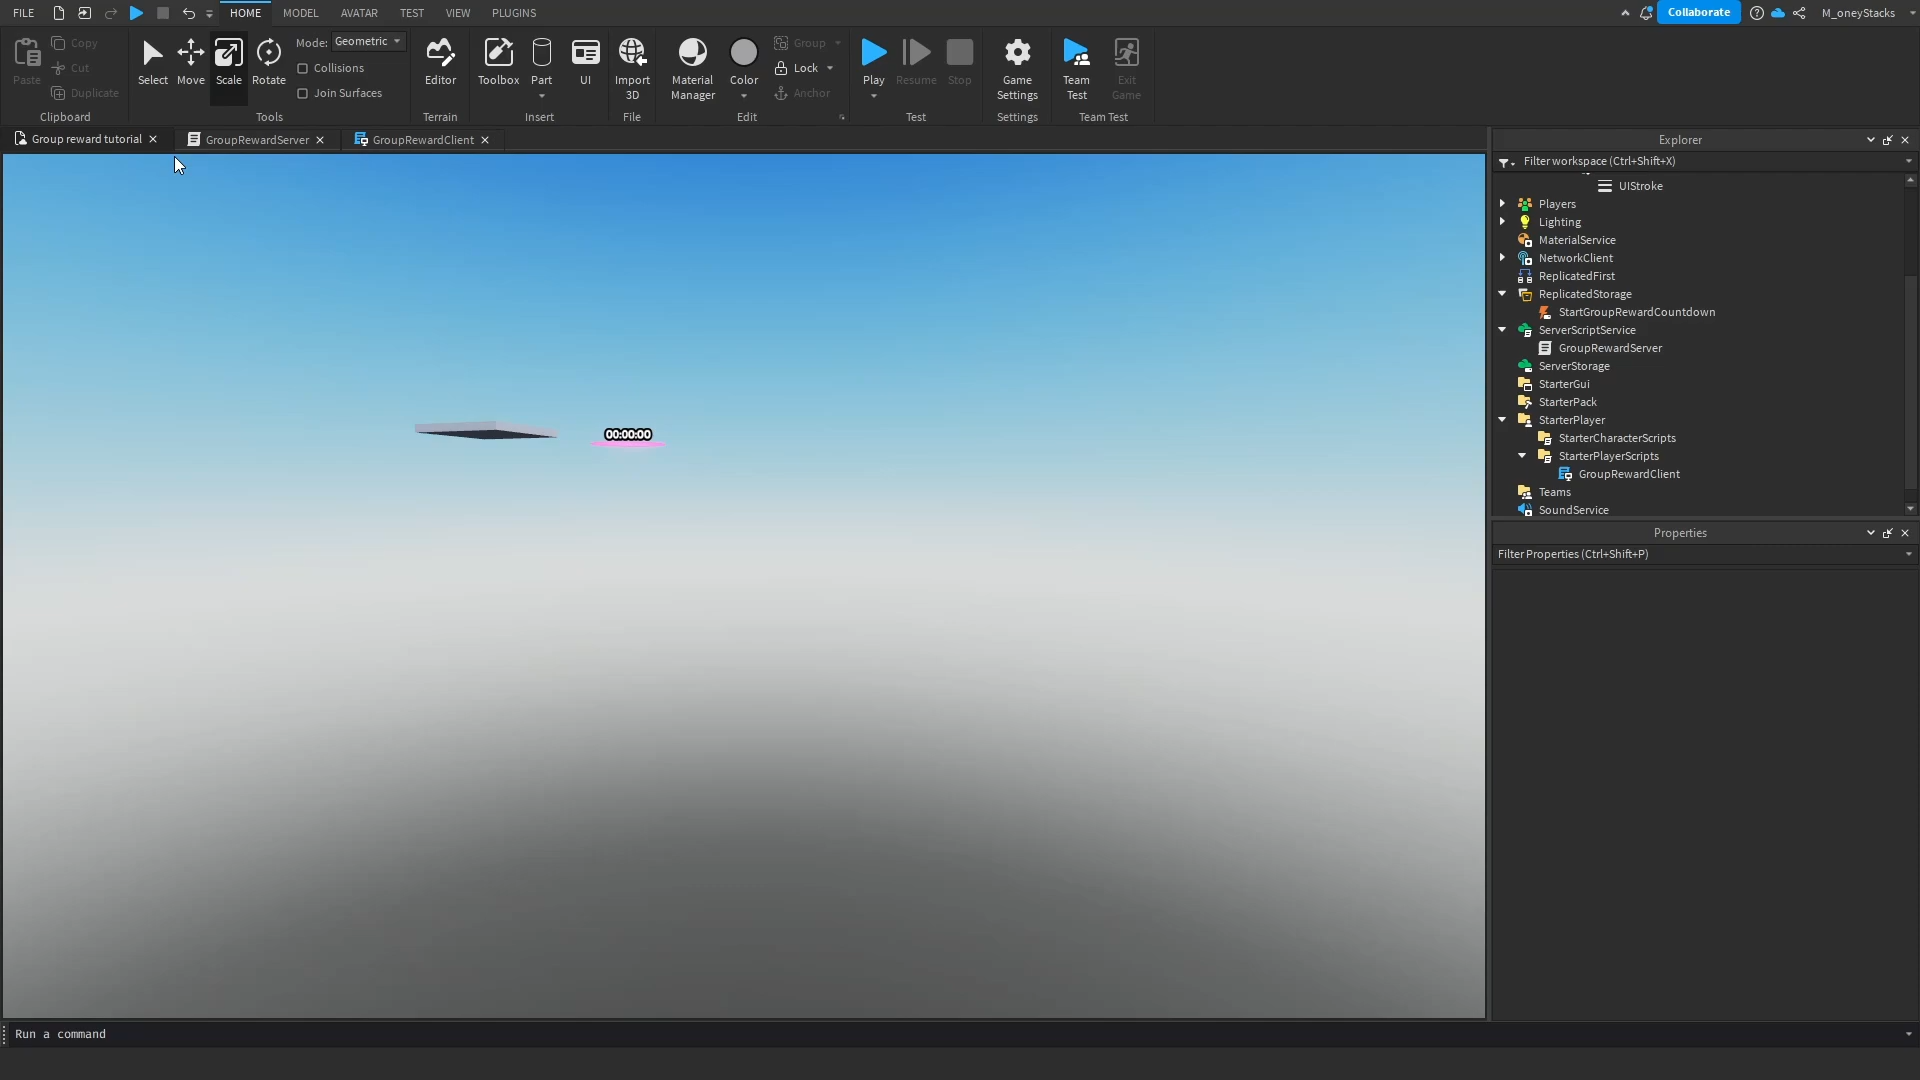 FILE
HOME
MODEL
AVATAR
TEST
VIEW
PLUGINS
Collaborate
M_oneyStacks
Paste
Copy
Cut
Duplicate
Clipboard
Select
Move
Scale
Rotate
Mode: Geometric
Collisions
Join Surfaces
Tools
Editor
Terrain
Toolbox
Part
UI
Insert
Import
3D
File
Material
Manager
Color
Group
Lock
Anchor
Edit
Play
Resume
Stop
Test
Game
Settings
Settings
Team
Test
Exit
Game
Team Test
Group reward tutorial
GroupRewardServer
GroupRewardClient
00:00:00
Explorer
Filter workspace (Ctrl+Shift+X)
UIStroke
Players
Lighting
MaterialService
NetworkClient
ReplicatedFirst
ReplicatedStorage
StartGroupRewardCountdown
ServerScriptService
GroupRewardServer
ServerStorage
StarterGui
StarterPack
StarterPlayer
StarterCharacterScripts
StarterPlayerScripts
GroupRewardClient
Teams
SoundService
Properties
Filter Properties (Ctrl+Shift+P)
Run a command